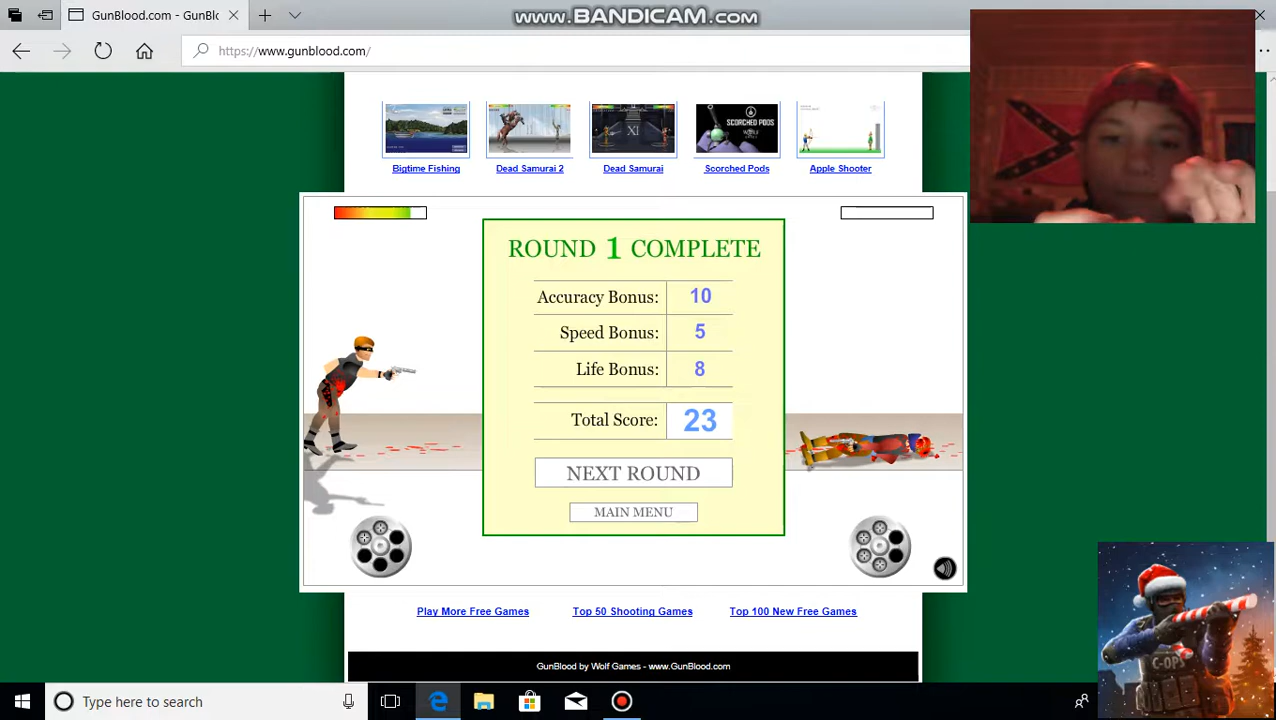 GunBlood.com - GunBlo
www.BANDICAM.com
https://www.gunblood.com/
XI
SCORCHED PODS
Bigtime Fishing
Dead Samurai 2
Dead Samurai
Scorched Pods
Apple Shooter
ROUND 1 COMPLETE
Accuracy Bonus: 10
Speed Bonus: 5
Life Bonus: 8
Total Score: 23
NEXT ROUND
MAIN MENU
Play More Free Games
Top 50 Shooting Games
Top 100 New Free Games
GunBlood by Wolf Games - www.GunBlood.com
C-OPS
Type here to search